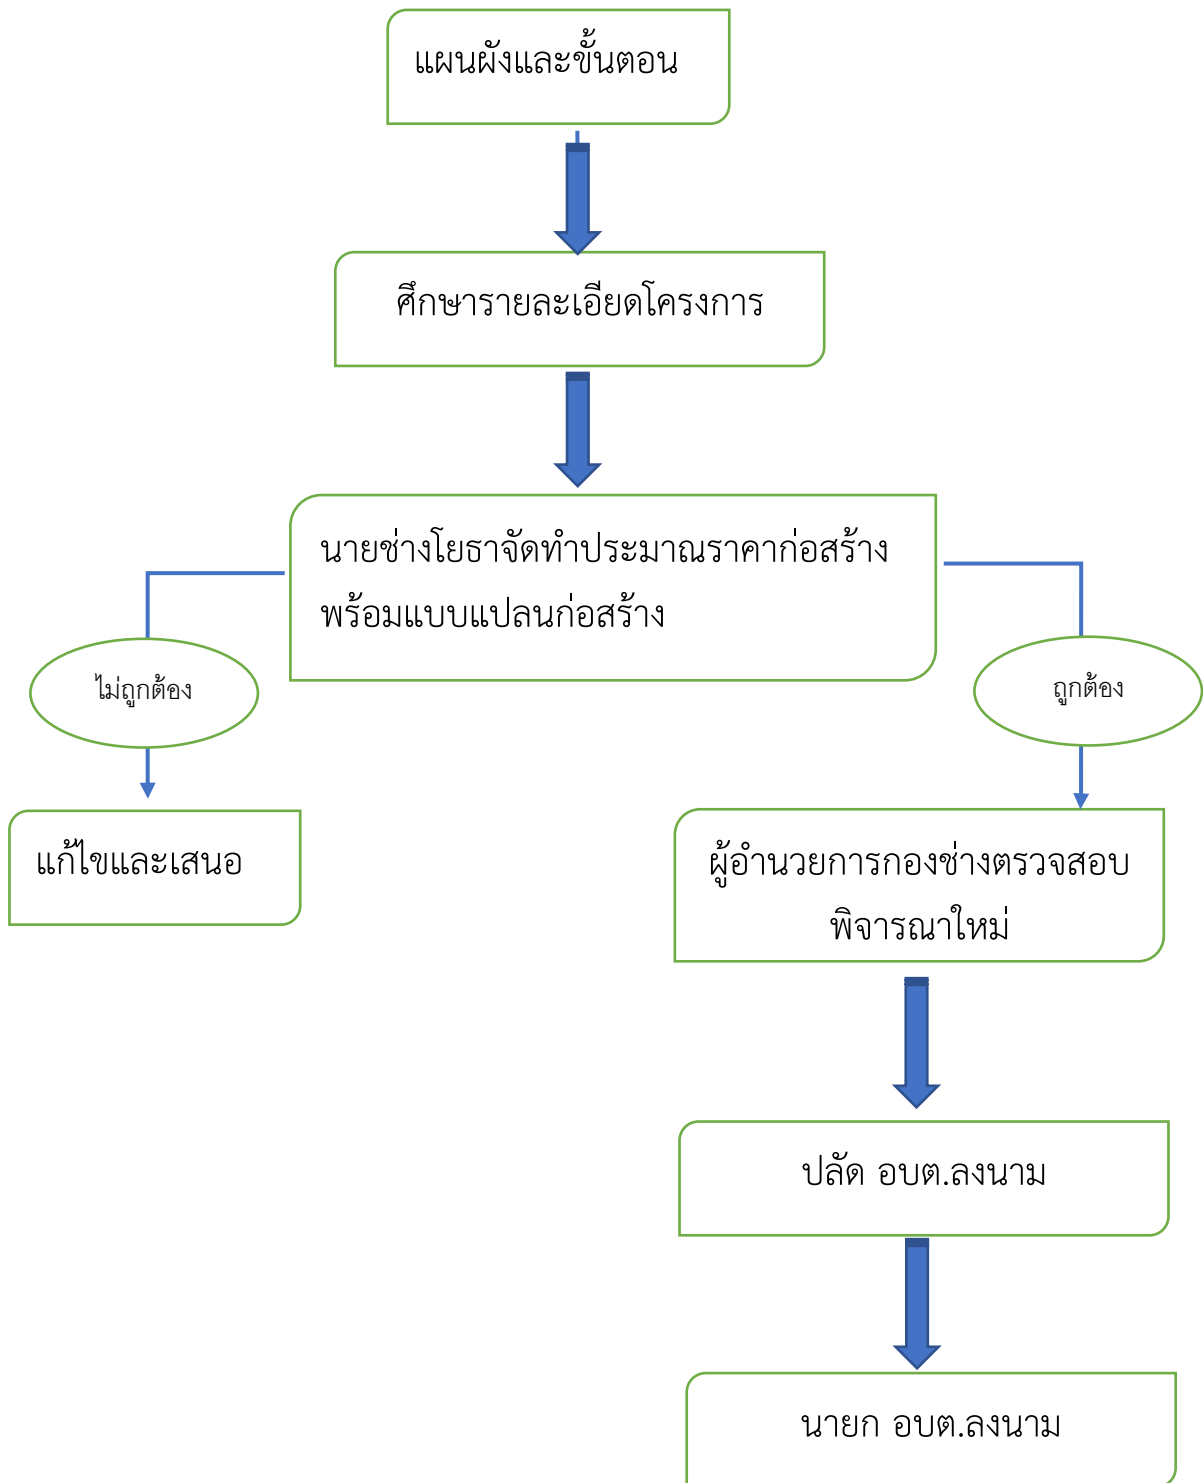 แผนผังและขั้นตอน
ศึกษารายละเอียดโครงการ
นายช่างโยธาจัดทำประมาณราคาก่อสร้าง
พร้อมแบบแปลนก่อสร้าง
ไม่ถูกต้อง
ถูกต้อง
แก้ไขและเสนอ
ผู้อำนวยการกองช่างตรวจสอบ
พิจารณาใหม่
ปลัด อบต.ลงนาม
นายก อบต.ลงนาม